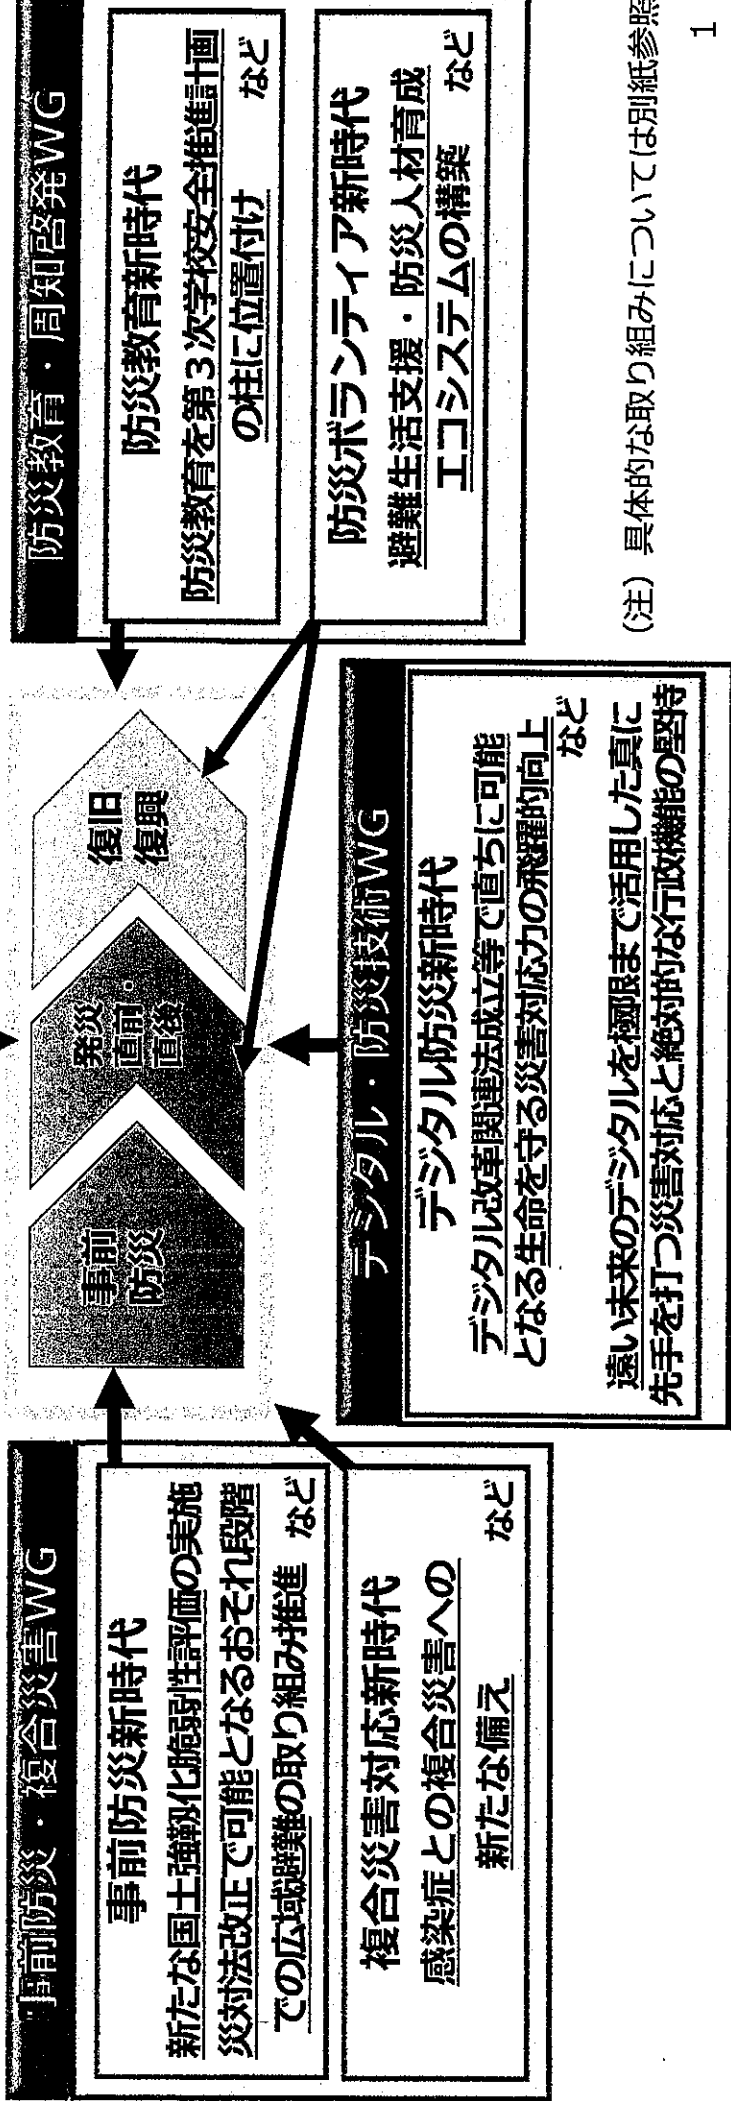 事前防災・複合災害WG
事前防災新時代
新たな国土強靱化脆弱性評価の実施
災対法改正で可能となるおそれ段階
での広域避難の取り組み推進 など
複合災害対応新時代
感染症との複合災害への
新たな備え など
事前
防災
発災
直前・
直後
復旧
復興
デジタル・防災技術WG
デジタル防災新時代
デジタル改革関連法成立等で直ちに可能
となる生命を守る災害対応力の飛躍的向上
など
遠い未来のデジタルを極限まで活用した真に
先手を打つ災害対応と絶対的な行政機能の堅持
防災教育・周知啓発WG
防災教育新時代
防災教育を第3次学校安全推進計画
の柱に位置付け など
防災ボランティア新時代
避難生活支援・防災人材育成
エコシステムの構築 など
(注) 具体的な取り組みについては別紙参照
1